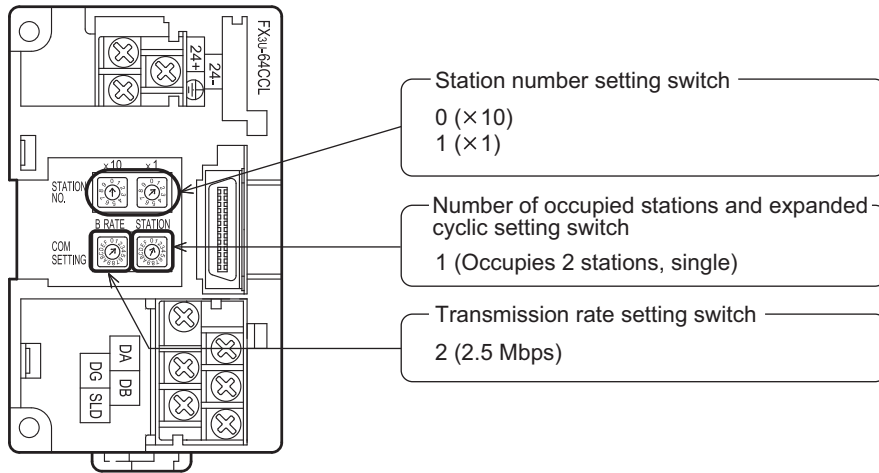 FX3U-64CCL
24+
24-
Station number setting switch
0 (×10)
1 (×1)
×10 ×1
STATION
NO.
B RATE STATION
COM
SETTING
Number of occupied stations and expanded
cyclic setting switch
1 (Occupies 2 stations, single)
Transmission rate setting switch
2 (2.5 Mbps)
DA
DB
DG
SLD